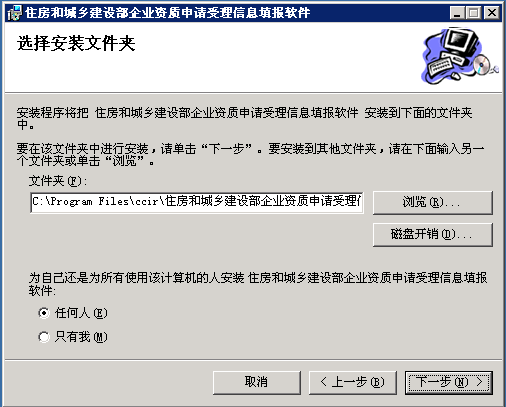 住房和城乡建设部企业资质申请受理信息填报软件
选择安装文件夹
安装程序将把 住房和城乡建设部企业资质申请受理信息填报软件 安装到下面的文件夹
中。
要在该文件夹中进行安装，请单击“下一步”。要安装到其他文件夹，请在下面输入另一
个文件夹或单击“浏览”。
文件夹(F):
C:\Program Files\ccir\住房和城乡建设部企业资质申请受理
浏览(R)...
磁盘开销(D)...
为自己还是为所有使用该计算机的人安装 住房和城乡建设部企业资质申请受理信息填报
软件:
任何人(E)
只有我(M)
取消
< 上一步(B)
下一步(N) >